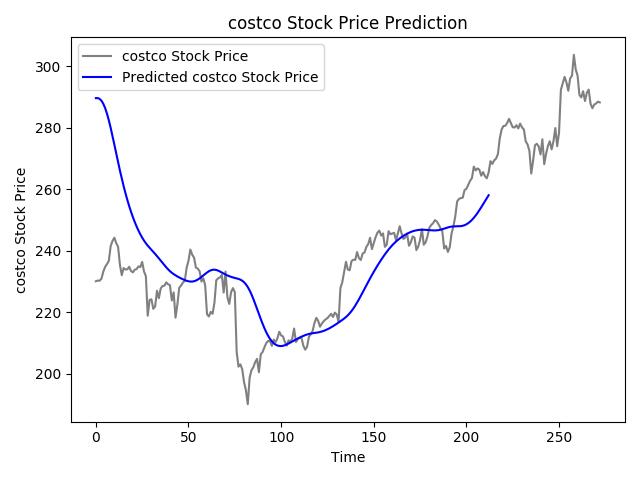 costco Stock Price Prediction
costco Stock Price
Predicted costco Stock Price
costco Stock Price
300
280
260
240
220
200
0
50
100
150
200
250
Time